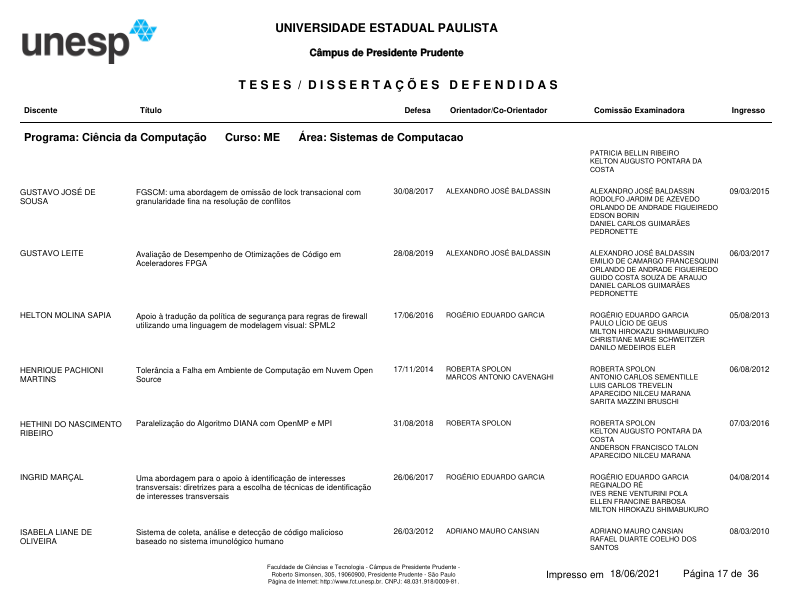 unesp
UNIVERSIDADE ESTADUAL PAULISTA
Câmpus de Presidente Prudente
TESES / DISSERTAÇÕES DEFENDIDAS
Discente Título Defesa Orientador/Co-Orientador Comissão Examinadora Ingresso
Programa: Ciência da Computação Curso: ME Área: Sistemas de Computacao
PATRICIA BELLIN RIBEIRO
KELTON AUGUSTO PONTARA DA
COSTA
GUSTAVO JOSÉ DE
SOUSA
FGSCM: uma abordagem de omissão de lock transacional com
granularidade fina na resolução de conflitos
30/08/2017
ALEXANDRO JOSÉ BALDASSIN
ALEXANDRO JOSÉ BALDASSIN
RODOLFO JARDIM DE AZEVEDO
ORLANDO DE ANDRADE FIGUEIREDO
EDSON BORIN
DANIEL CARLOS GUIMARÃES
PEDRONETTE
09/03/2015
GUSTAVO LEITE
Avaliação de Desempenho de Otimizações de Código em
Aceleradores FPGA
28/08/2019
ALEXANDRO JOSÉ BALDASSIN
ALEXANDRO JOSÉ BALDASSIN
EMILIO DE CAMARGO FRANCESQUINI
ORLANDO DE ANDRADE FIGUEIREDO
GUIDO COSTA SOUZA DE ARAUJO
DANIEL CARLOS GUIMARÃES
PEDRONETTE
06/03/2017
HELTON MOLINA SAPIA
Apoio à tradução da política de segurança para regras de firewall
utilizando uma linguagem de modelagem visual: SPML2
17/06/2016
ROGÉRIO EDUARDO GARCIA
ROGÉRIO EDUARDO GARCIA
PAULO LÍCIO DE GEUS
MILTON HIROKAZU SHIMABUKURO
CHRISTIANE MARIE SCHWEITZER
DANILO MEDEIROS ELER
05/08/2013
HENRIQUE PACHIONI
MARTINS
Tolerância a Falha em Ambiente de Computação em Nuvem Open
Source
17/11/2014
ROBERTA SPOLON
MARCOS ANTONIO CAVENAGHI
ROBERTA SPOLON
ANTONIO CARLOS SEMENTILLE
LUIS CARLOS TREVELIN
APARECIDO NILCEU MARANA
SARITA MAZZINI BRUSCHI
06/08/2012
HETHINI DO NASCIMENTO
RIBEIRO
Paralelização do Algoritmo DIANA com OpenMP e MPI
31/08/2018
ROBERTA SPOLON
ROBERTA SPOLON
KELTON AUGUSTO PONTARA DA
COSTA
ANDERSON FRANCISCO TALON
APARECIDO NILCEU MARANA
07/03/2016
INGRID MARÇAL
Uma abordagem para o apoio à identificação de interesses
transversais: diretrizes para a escolha de técnicas de identificação
de interesses transversais
26/06/2017
ROGÉRIO EDUARDO GARCIA
ROGÉRIO EDUARDO GARCIA
REGINALDO RÉ
IVES RENE VENTURINI POLA
ELLEN FRANCINE BARBOSA
MILTON HIROKAZU SHIMABUKURO
04/08/2014
ISABELA LIANE DE
OLIVEIRA
Sistema de coleta, análise e detecção de código malicioso
baseado no sistema imunológico humano
26/03/2012
ADRIANO MAURO CANSIAN
ADRIANO MAURO CANSIAN
RAFAEL DUARTE COELHO DOS
SANTOS
08/03/2010
Faculdade de Ciências e Tecnologia - Câmpus de Presidente Prudente -
Roberto Simonsen, 305, 19060900, Presidente Prudente - São Paulo
Página de Internet: http://www.fct.unesp.br. CNPJ: 48.031.918/0009-81.
Impresso em 18/06/2021 Página 17 de 36